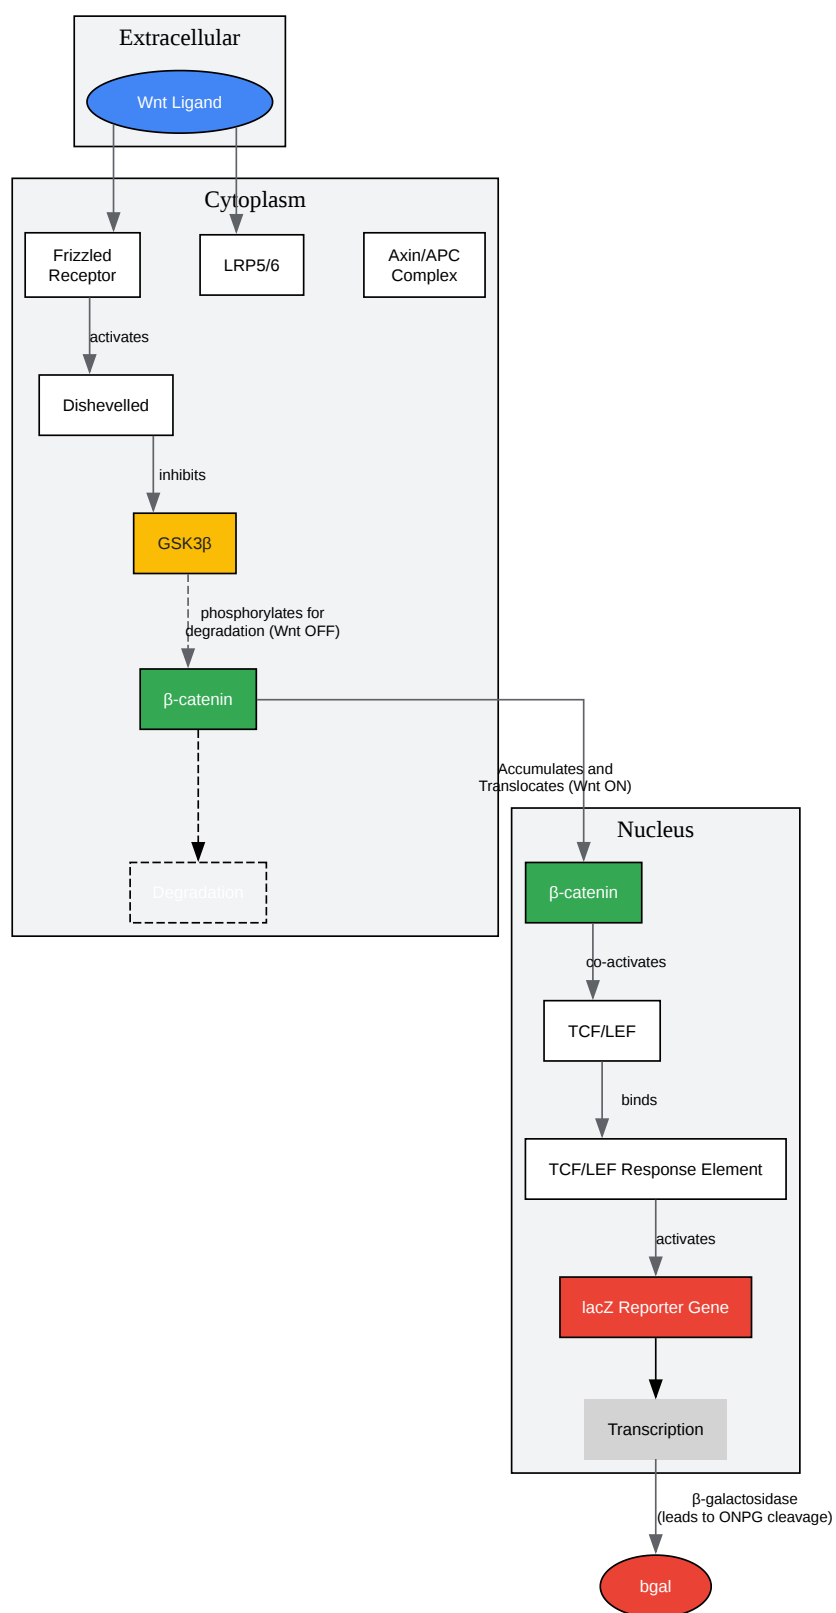 Extracellular
Wnt Ligand
Cytoplasm
Frizzled
Receptor
LRP5/6
Axin/APC
Complex
activates
Dishevelled
inhibits
GSK3β
phosphorylates for
degradation (Wnt OFF)
β-catenin
Accumulates and
Translocates (Wnt ON)
Nucleus
Degradation
β-catenin
co-activates
TCF/LEF
binds
TCF/LEF Response Element
activates
lacZ Reporter Gene
Transcription
β-galactosidase
(leads to ONPG cleavage)
bgal